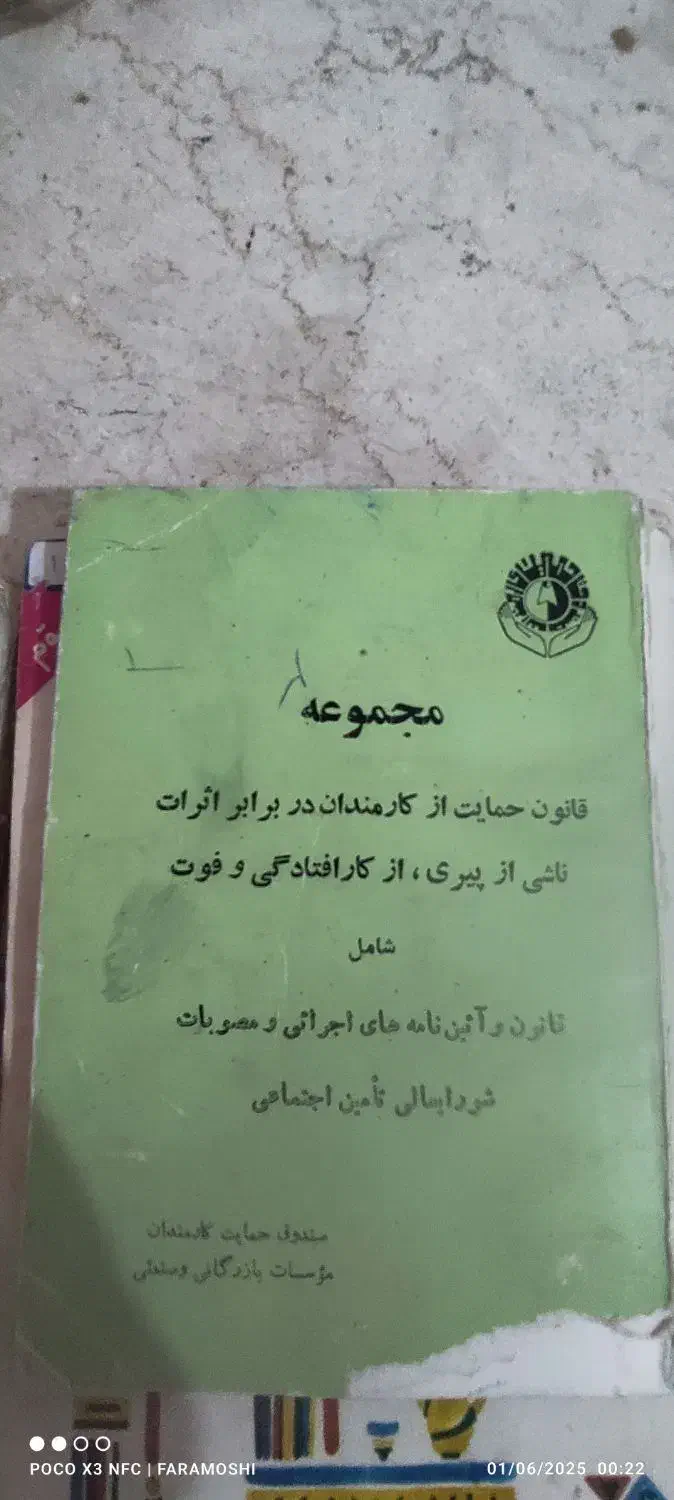 مجموعه
قانون حمایت از کارمندان در برابر اثرات
ناشی از پیری، از کارافتادگی و فوت
شامل
قانون و آئین‌نامه های اجرائی و مصوبات
شورایعالی تأمین اجتماعی
صندوق حمایت کارمندان
مؤسسات بازرگانی و صنعتی
POCO X3 NFC | FARAMOSHI
01/06/2025 00:22